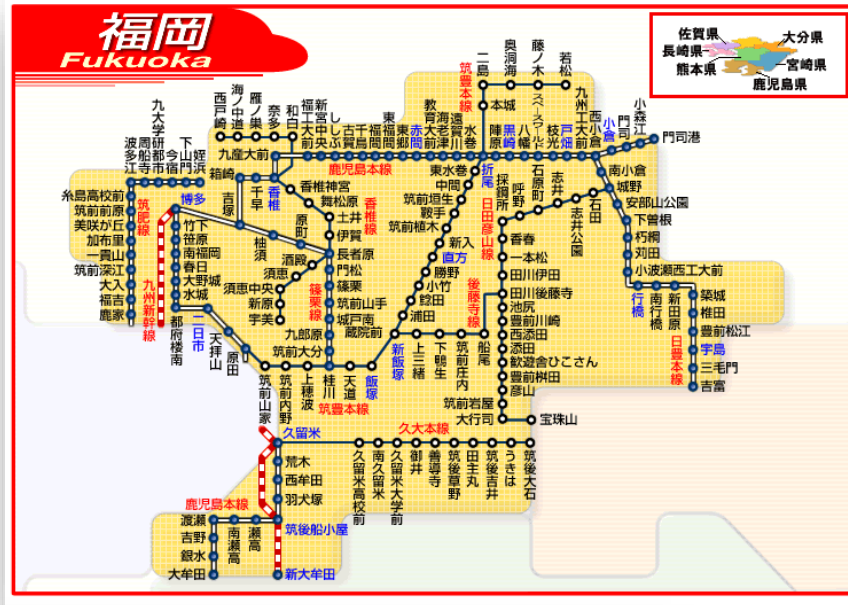 福岡
Fukuoka
佐賀県
大分県
長崎県
宮崎県
熊本県
鹿児島県
西戸崎
海ノ中道
雁ノ巣
奈多
和白
福工大前
新宮中央
ししぶ
古賀
千鳥
福間
東福間
東郷
赤間
教育大前
海老津
遠賀川
水巻
折尾
陣原
黒崎
八幡
スペースワールド
枝光
戸畑
九州工大前
西小倉
小倉
門司
小森江
門司港
筑豊本線
二島
奥洞海
藤ノ木
若松
本城
九産大前
鹿児島本線
箱崎
吉塚
千早
香椎
香椎神宮
舞松原
土井
伊賀
香椎線
原町
柚須
長者原
酒殿
須恵
須恵中央
新原
宇美
門松
篠栗
筑前山手
城戸南蔵院前
九郎原
筑前大分
篠栗線
九大学研都市
波多江
周船寺
今宿
下山門
姪浜
糸島高校前
筑前前原
美咲が丘
加布里
一貴山
筑前深江
大入
福吉
鹿家
筑肥線
九州新幹線
博多
竹下
笹原
南福岡
春日
大野城
水城
都府楼南
二日市
天拝山
原田
筑前山家
筑前内野
上穂波
桂川
天道
飯塚
筑豊本線
新飯塚
浦田
鯰田
小竹
勝野
直方
新入
筑前植木
鞍手
筑前垣生
中間
東水巻
上三緒
下鴨生
筑前庄内
船尾
後藤寺線
日田彦山線
採銅所
呼野
石原町
志井
志井公園
石田
香春
一本松
田川伊田
田川後藤寺
池尻
豊前川崎
西添田
添田
歓遊舎ひこさん
豊前桝田
彦山
筑前岩屋
大行司
宝珠山
南小倉
城野
安部山公園
下曽根
朽網
苅田
小波瀬西工大前
行橋
南行橋
新田原
築城
椎田
豊前松江
宇島
三毛門
吉富
日豊本線
久留米
久大本線
久留米高校前
南久留米
久留米大学前
御井
善導寺
筑後草野
田主丸
筑後吉井
うきは
筑後大石
荒木
西牟田
羽犬塚
筑後船小屋
鹿児島本線
瀬高
南瀬高
渡瀬
吉野
銀水
大牟田
新大牟田